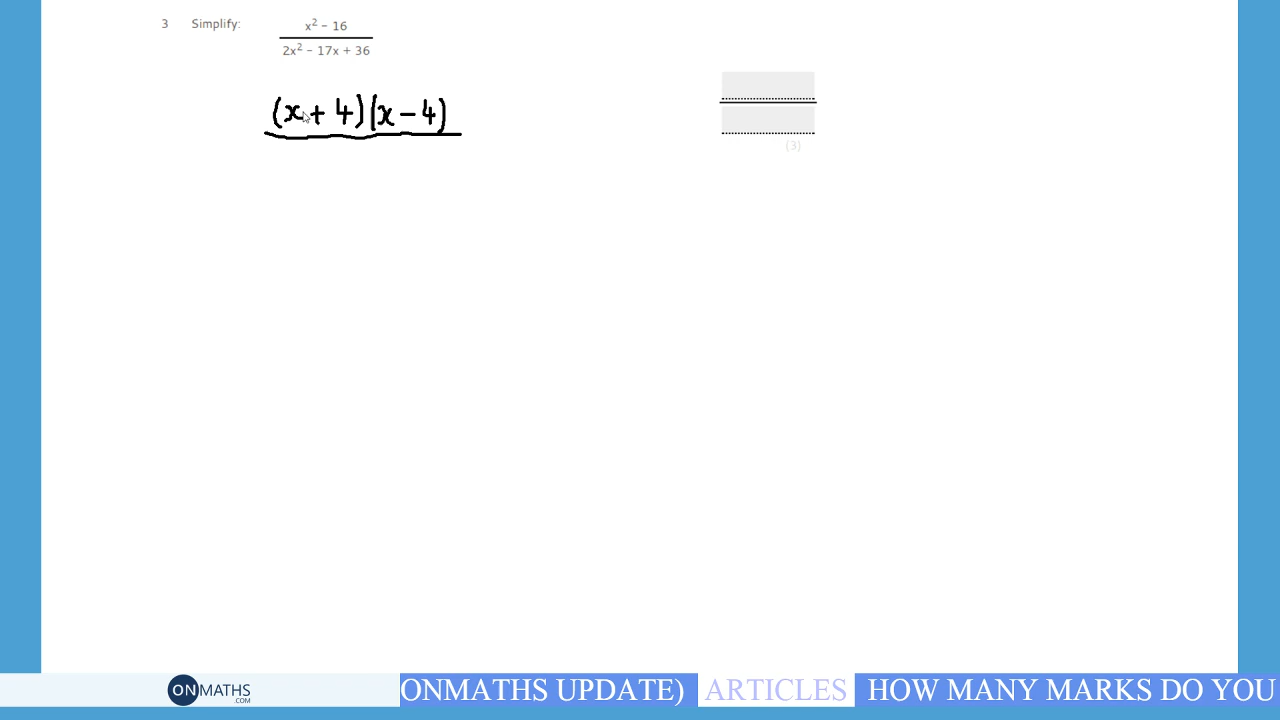 3 Simplify:
x² − 16
2x² − 17x + 36
(x + 4)(x − 4)
(3)
ONMATHS
.COM
ONMATHS UPDATE) ARTICLES HOW MANY MARKS DO YOU